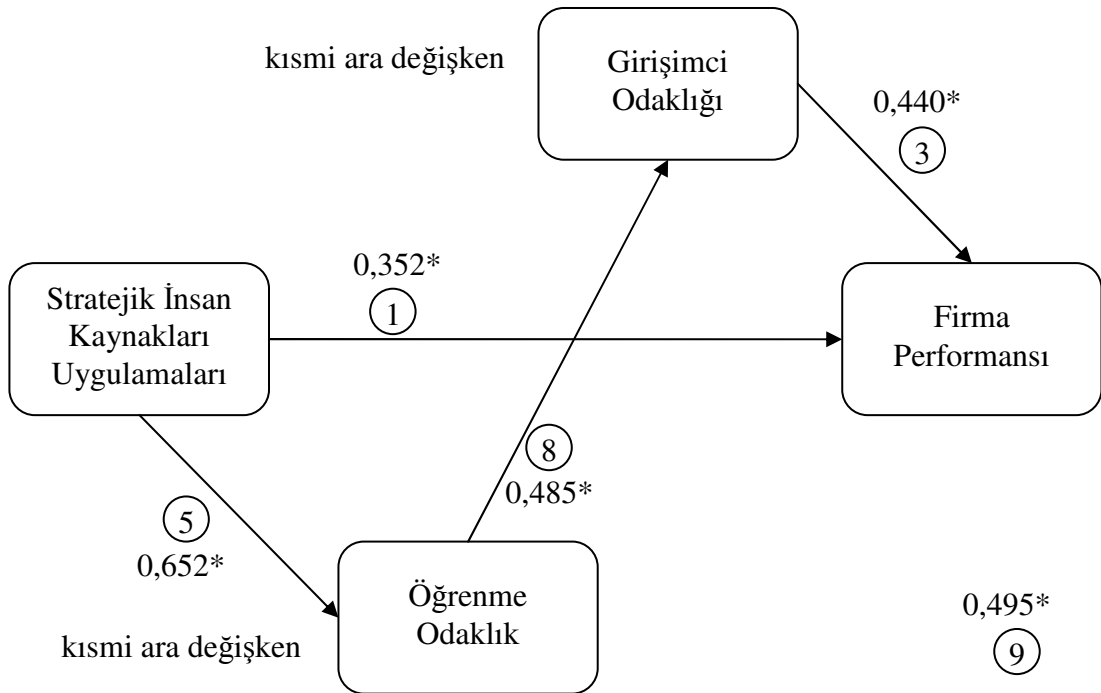 kısmi ara değişken
Girişimci
Odaklığı
0,440*
3
0,352*
1
Stratejik İnsan
Kaynakları
Uygulamaları
Firma
Performansı
8
0,485*
5
0,652*
Öğrenme
Odaklık
kısmi ara değişken
0,495*
9